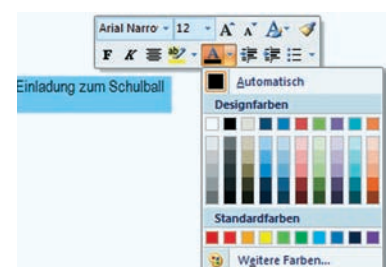 Arial Narro 12
F K
Einladung zum Schulball
Automatisch
Designfarben
Standardfarben
Weitere Farben...